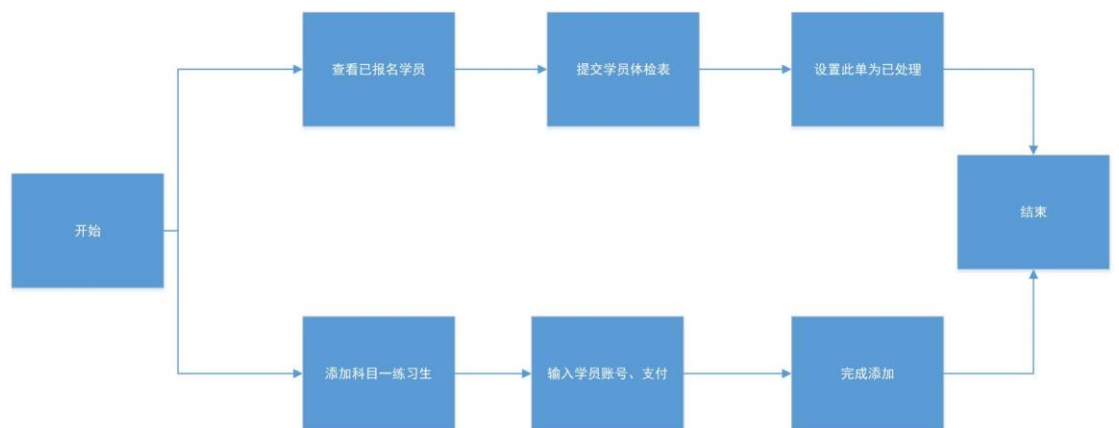 查看已报名学员
提交学员体检表
设置此单为已处理
开始
结束
添加科目一练习生
输入学员账号、支付
完成添加